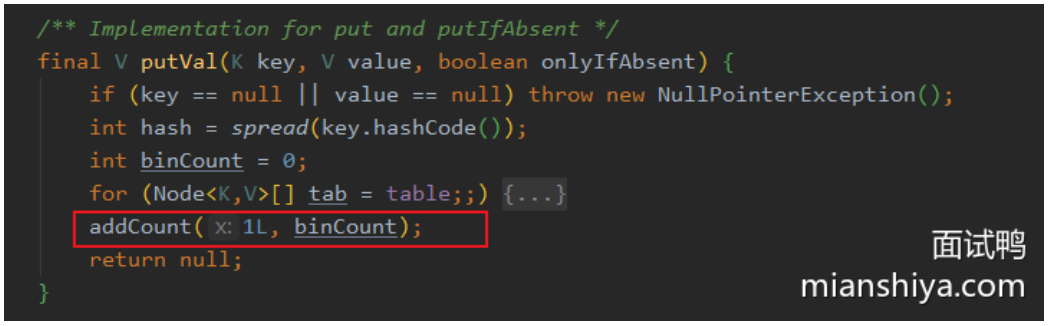 /** Implementation for put and putIfAbsent */
final V putVal(K key, V value, boolean onlyIfAbsent) {
    if (key == null || value == null) throw new NullPointerException();
    int hash = spread(key.hashCode());
    int binCount = 0;
    for (Node<K,V>[] tab = table;;) {...}
    addCount( x: 1L, binCount);
    return null;
}
面试鸭
mianshiya.com